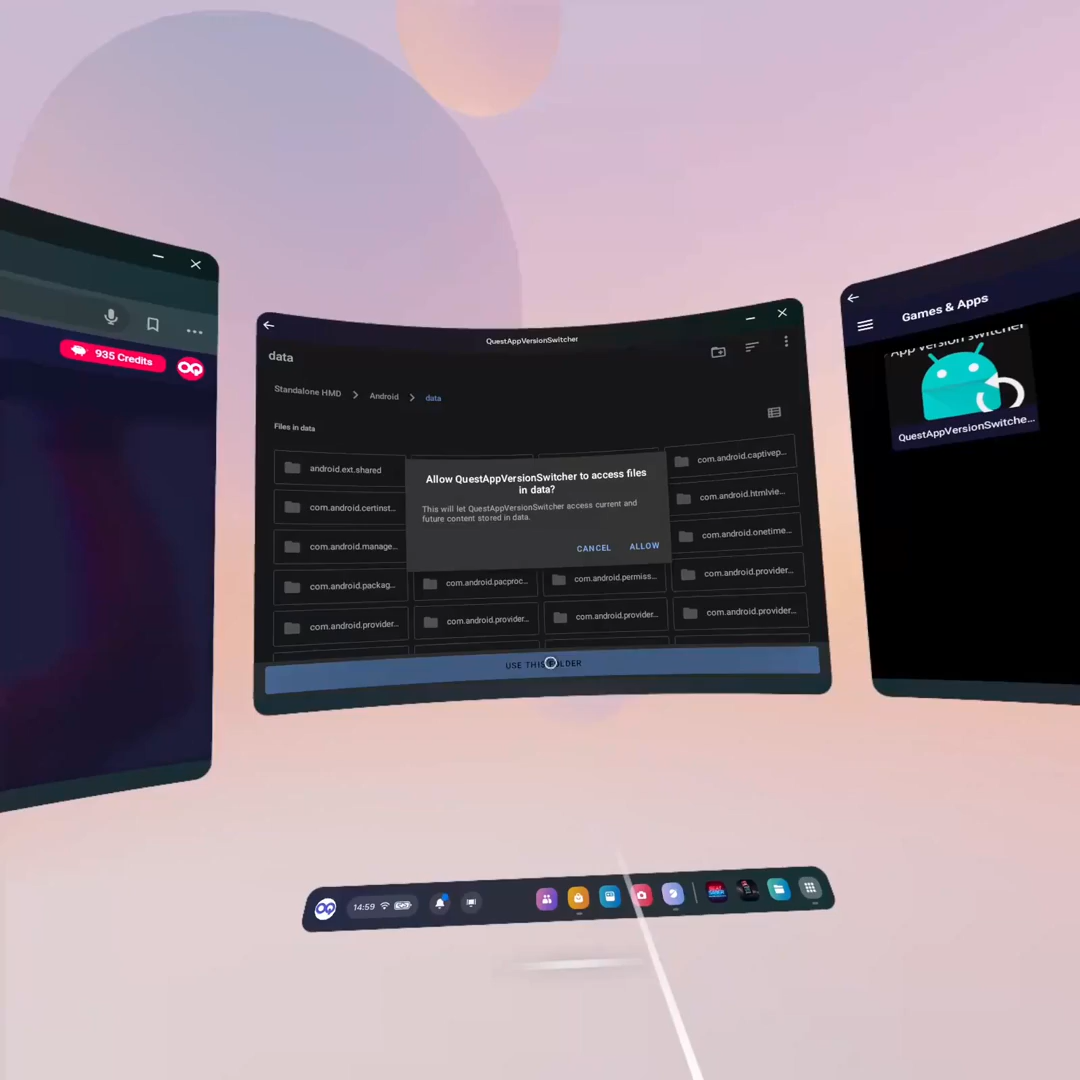 935 Credits
OQ
QuestAppVersionSwitcher
data
Standalone HMD
Android
data
Files in data
android.ext.shared
com.android.captivep...
com.android.certinst...
com.android.htmlvie...
com.android.manage...
com.android.onetime...
com.android.packag...
com.android.pacproc...
com.android.permiss...
com.android.provider...
com.android.provider...
com.android.provider...
com.android.provider...
com.android.provider...
Allow QuestAppVersionSwitcher to access files
in data?
This will let QuestAppVersionSwitcher access current and
future content stored in data.
CANCEL
ALLOW
Games & Apps
App Version Switcher
QuestAppVersionSwitche...
OQ
14:59